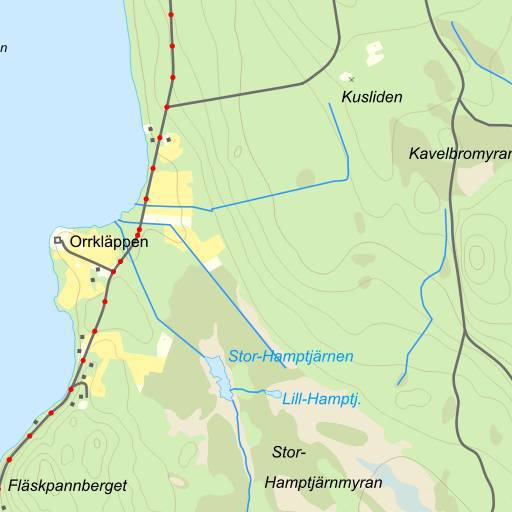 n
Kusliden
Kavelbromyran
Orrkläppen
Stor-Hamptjärnen
Lill-Hamptj.
Stor-
Hamptjärnmyran
Fläskpannberget